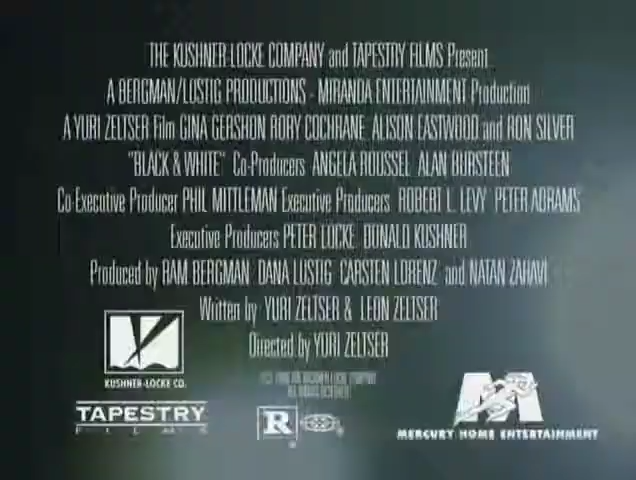 THE KUSHNER-LOCKE COMPANY and TAPESTRY FILMS Present
A BERGMAN/LUSTIG PRODUCTIONS - MIRANDA ENTERTAINMENT Production
A YURI ZELTSER Film GINA GERSHON RORY COCHRANE ALISON EASTWOOD and RON SILVER
"BLACK & WHITE" Co-Producers ANGELA ROUSSEL ALAN BURSTEEN
Co-Executive Producer PHIL MITTLEMAN Executive Producers ROBERT L. LEVY PETER ABRAMS
Executive Producers PETER LOCKE DONALD KUSHNER
Produced by RAM BERGMAN DANA LUSTIG CARSTEN LORENZ and NATAN ZAHAVI
Written by YURI ZELTSER & LEON ZELTSER
Directed by YURI ZELTSER
KUSHNER-LOCKE CO.
TAPESTRY
FILMS
R
M
MERCURY HOME ENTERTAINMENT